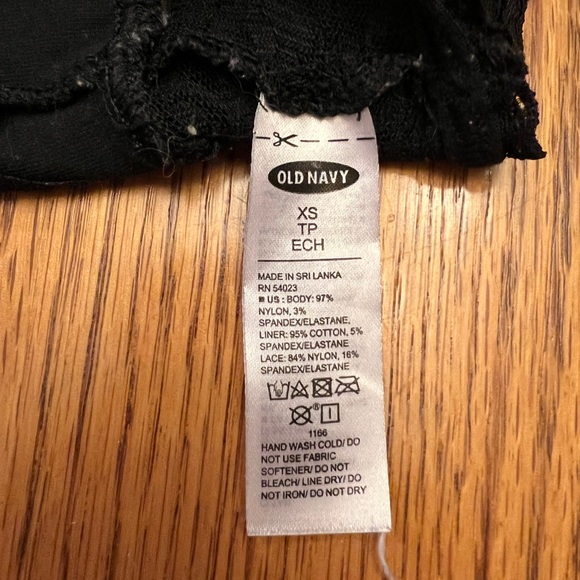 OLD NAVY
XS
TP
ECH
MADE IN SRI LANKA
RN 54023
US : BODY: 97%
NYLON, 3%
SPANDEX/ELASTANE,
LINER: 95% COTTON, 5%
SPANDEX/ELASTANE
LACE: 84% NYLON, 16%
SPANDEX/ELASTANE
®
1166
HAND WASH COLD/ DO
NOT USE FABRIC
SOFTENER/ DO NOT
BLEACH/ LINE DRY/ DO
NOT IRON/ DO NOT DRY